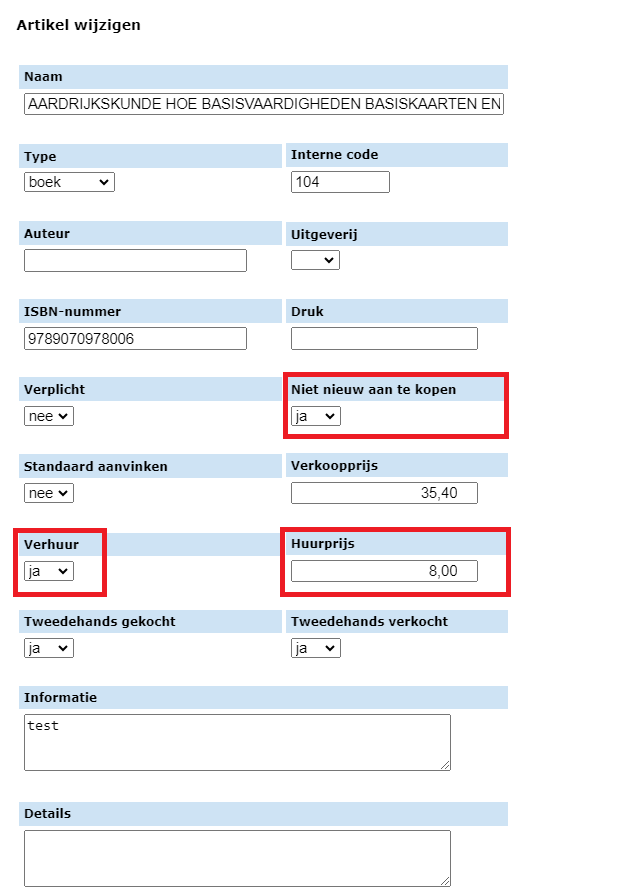 Artikel wijzigen
Naam
AARDRIJKSKUNDE HOE BASISVAARDIGHEDEN BASISKAARTEN EN
Type Interne code
boek 104
Auteur Uitgeverij
ISBN-nummer Druk
9789070978006
Verplicht Niet nieuw aan te kopen
nee ja
Standaard aanvinken Verkoopprijs
nee 35,40
Verhuur Huurprijs
ja 8,00
Tweedehands gekocht Tweedehands verkocht
ja ja
Informatie
test
Details